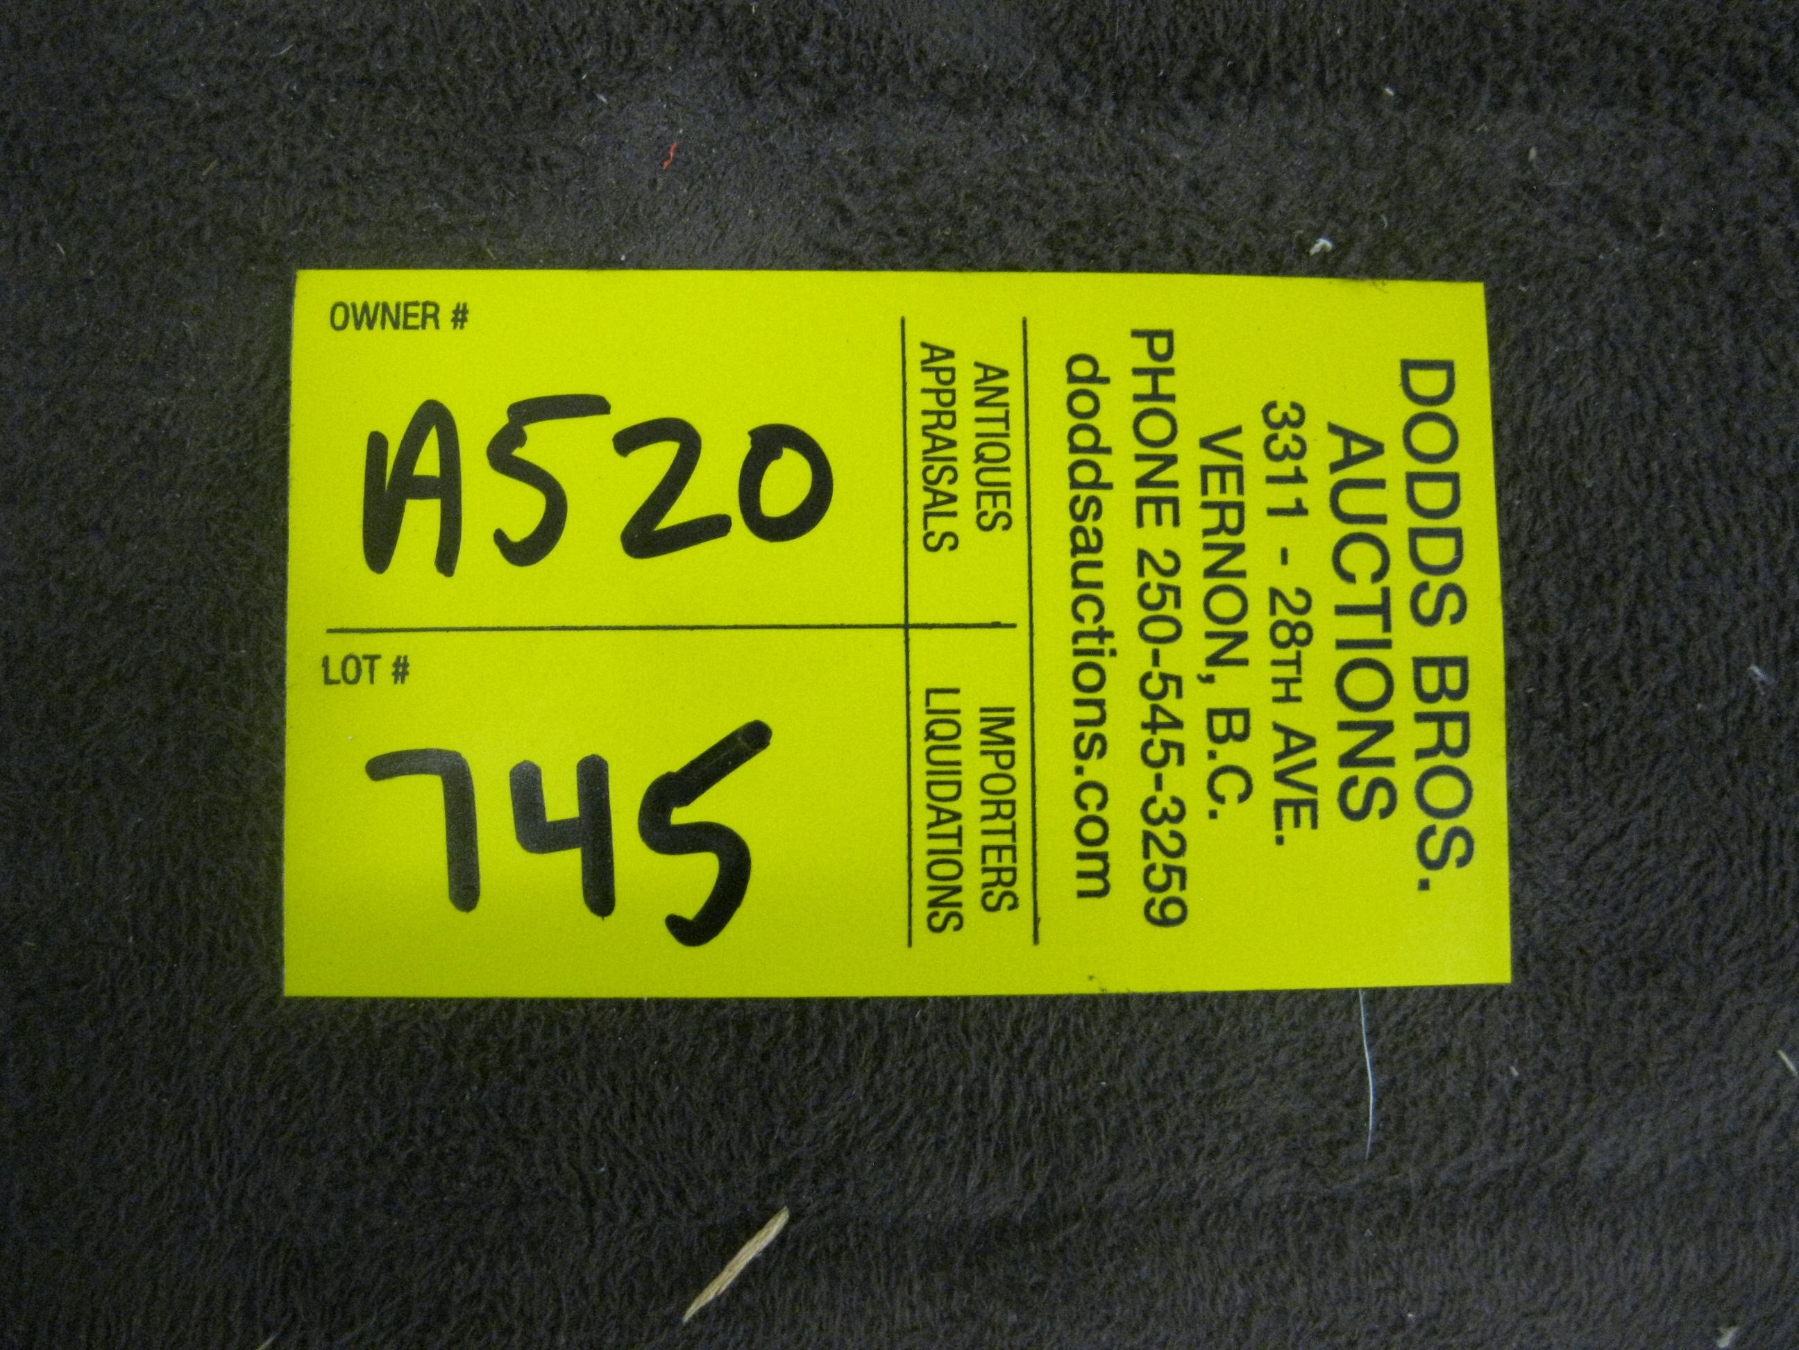 OWNER #
A520
LOT #
745
DODDS BROS.
AUCTIONS
3311 - 28TH AVE.
VERNON, B.C.
PHONE 250-545-3259
doddsauctions.com
ANTIQUES
APPRAISALS
IMPORTERS
LIQUIDATIONS